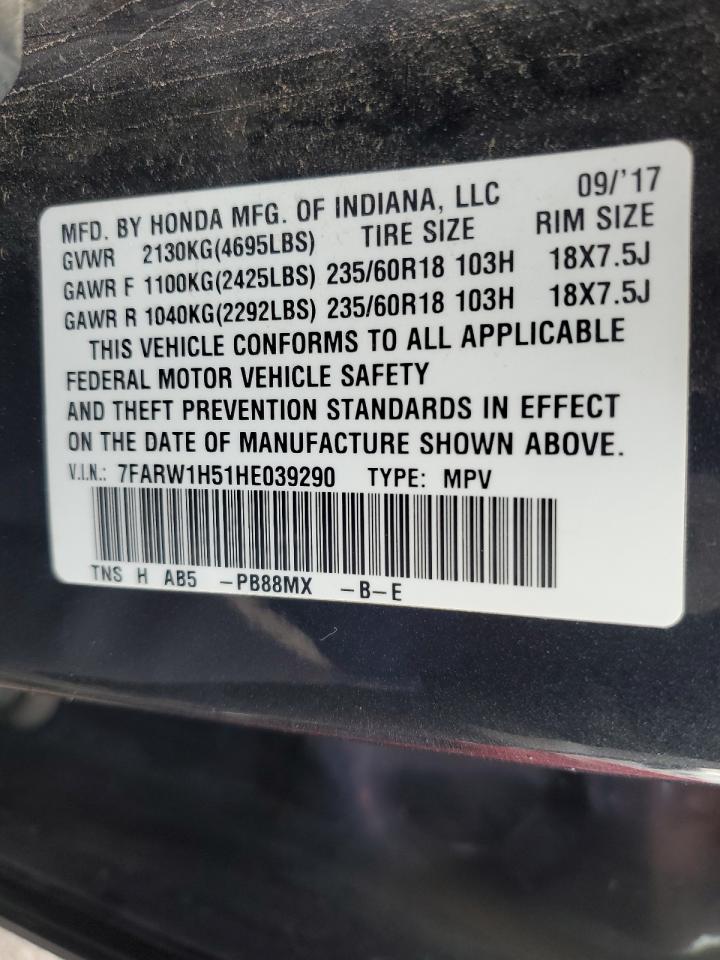 MFD. BY HONDA MFG. OF INDIANA, LLC 09/'17
GVWR 2130KG(4695LBS) TIRE SIZE RIM SIZE
GAWR F 1100KG(2425LBS) 235/60R18 103H 18X7.5J
GAWR R 1040KG(2292LBS) 235/60R18 103H 18X7.5J
THIS VEHICLE CONFORMS TO ALL APPLICABLE
FEDERAL MOTOR VEHICLE SAFETY
AND THEFT PREVENTION STANDARDS IN EFFECT
ON THE DATE OF MANUFACTURE SHOWN ABOVE.
V.I.N.: 7FARW1H51HE039290 TYPE: MPV
TNS H AB5 -PB88MX -B-E